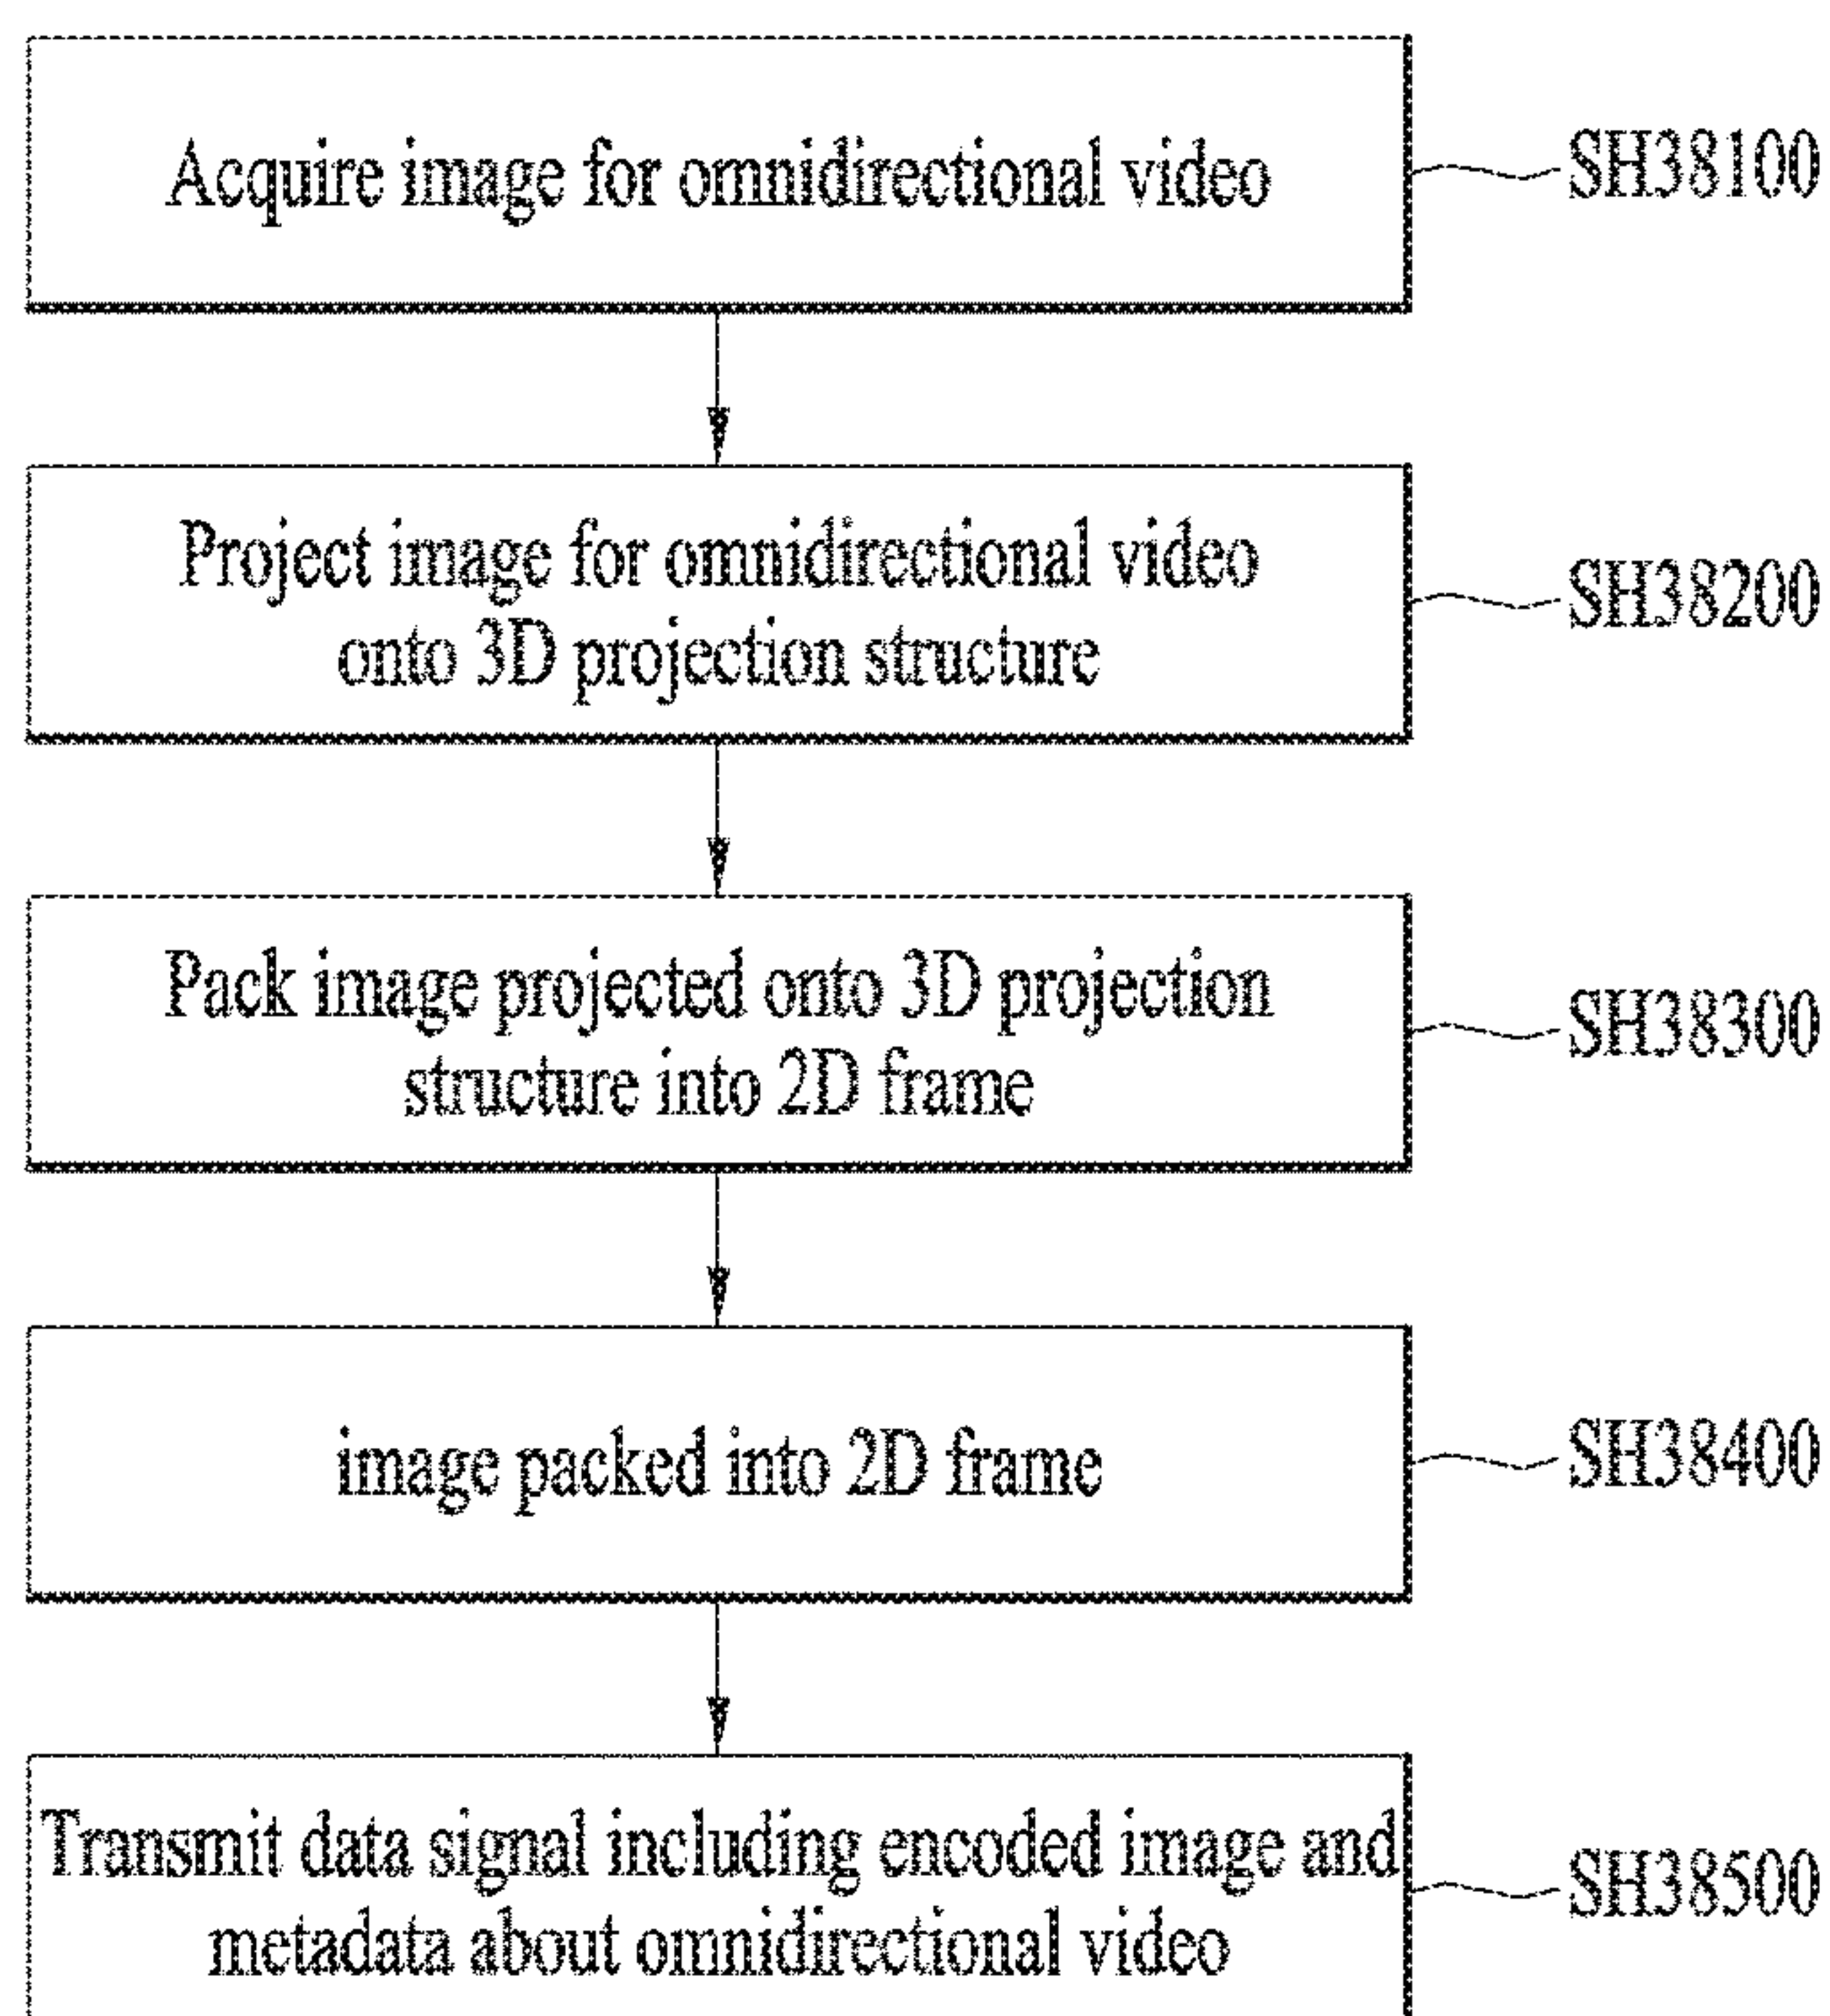 Acquire image for omnidirectional video
SH38100
Project image for omnidirectional video
onto 3D projection structure
SH38200
Pack image projected onto 3D projection
structure into 2D frame
SH38300
image packed into 2D frame
SH38400
Transmit data signal including encoded image and
metadata about omnidirectional video
SH38500